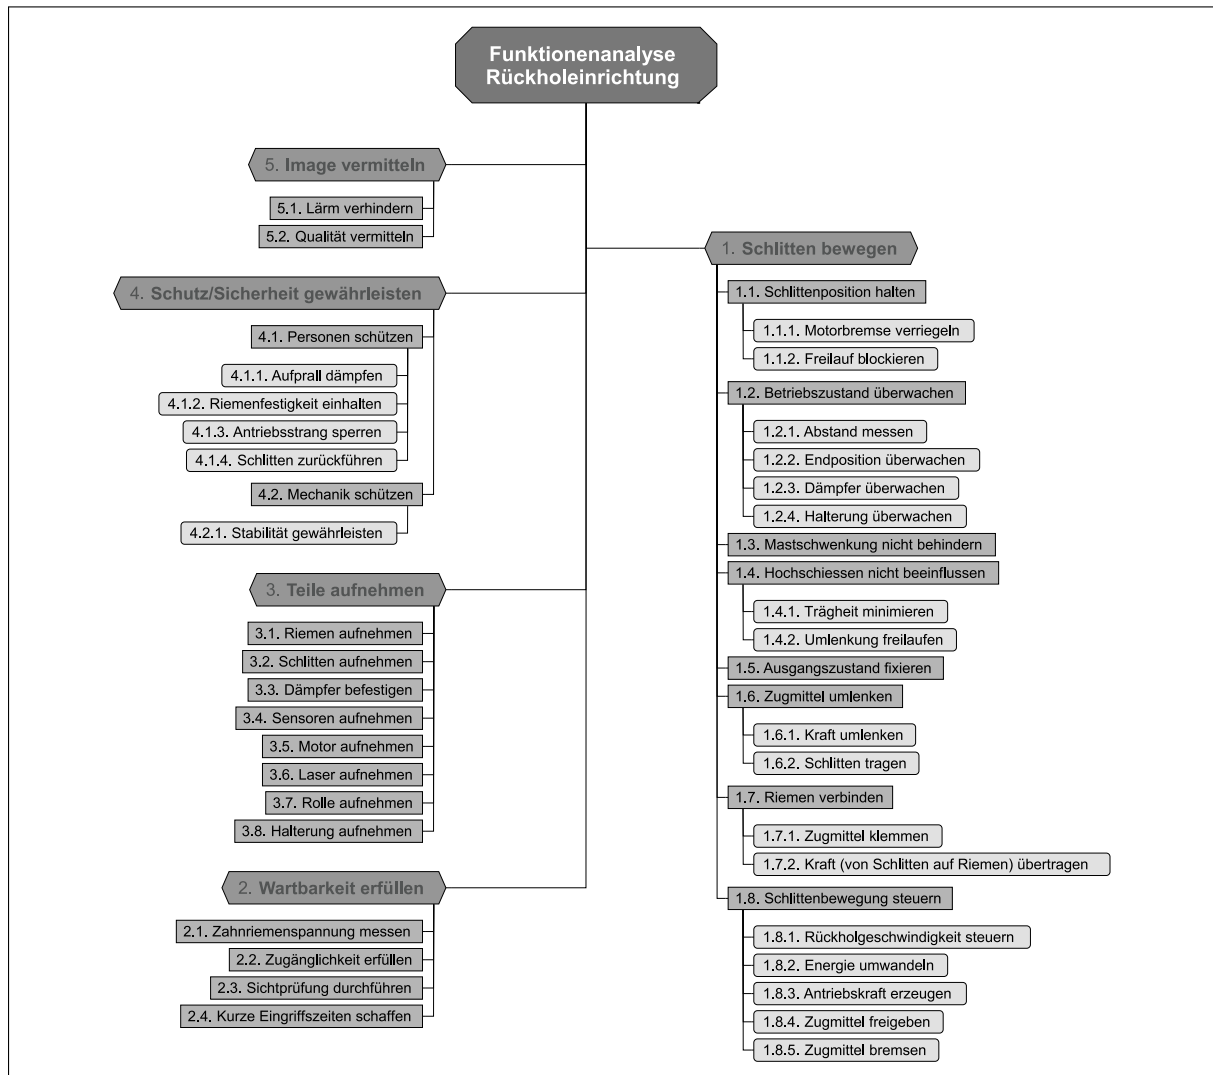 Funktionenanalyse
Rückholeinrichtung
5. Image vermitteln
5.1. Lärm verhindern
5.2. Qualität vermitteln
4. Schutz/Sicherheit gewährleisten
4.1. Personen schützen
4.1.1. Aufprall dämpfen
4.1.2. Riemenfestigkeit einhalten
4.1.3. Antriebsstrang sperren
4.1.4. Schlitten zurückführen
4.2. Mechanik schützen
4.2.1. Stabilität gewährleisten
3. Teile aufnehmen
3.1. Riemen aufnehmen
3.2. Schlitten aufnehmen
3.3. Dämpfer befestigen
3.4. Sensoren aufnehmen
3.5. Motor aufnehmen
3.6. Laser aufnehmen
3.7. Rolle aufnehmen
3.8. Halterung aufnehmen
2. Wartbarkeit erfüllen
2.1. Zahnriemenspannung messen
2.2. Zugänglichkeit erfüllen
2.3. Sichtprüfung durchführen
2.4. Kurze Eingriffszeiten schaffen
1. Schlitten bewegen
1.1. Schlittenposition halten
1.1.1. Motorbremse verriegeln
1.1.2. Freilauf blockieren
1.2. Betriebszustand überwachen
1.2.1. Abstand messen
1.2.2. Endposition überwachen
1.2.3. Dämpfer überwachen
1.2.4. Halterung überwachen
1.3. Mastschwenkung nicht behindern
1.4. Hochschiessen nicht beeinflussen
1.4.1. Trägheit minimieren
1.4.2. Umlenkung freilaufen
1.5. Ausgangszustand fixieren
1.6. Zugmittel umlenken
1.6.1. Kraft umlenken
1.6.2. Schlitten tragen
1.7. Riemen verbinden
1.7.1. Zugmittel klemmen
1.7.2. Kraft (von Schlitten auf Riemen) übertragen
1.8. Schlittenbewegung steuern
1.8.1. Rückholgeschwindigkeit steuern
1.8.2. Energie umwandeln
1.8.3. Antriebskraft erzeugen
1.8.4. Zugmittel freigeben
1.8.5. Zugmittel bremsen